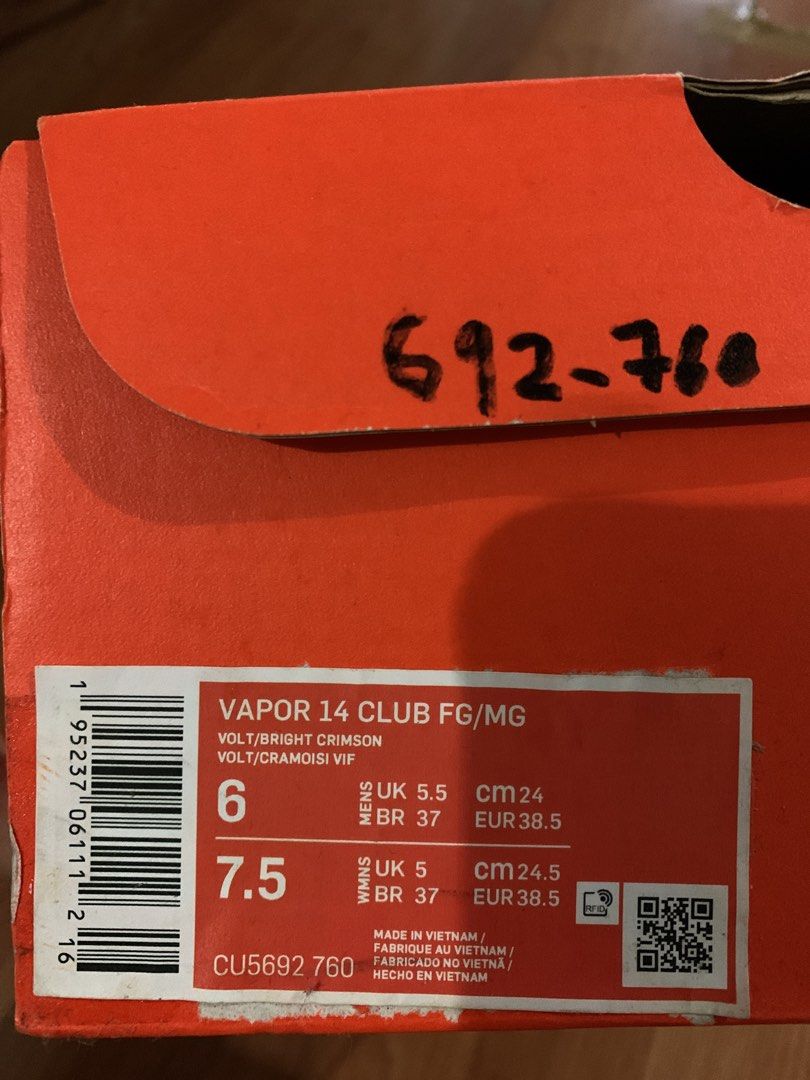 692-760
1 95237 06111 2 16
VAPOR 14 CLUB FG/MG
VOLT/BRIGHT CRIMSON
VOLT/CRAMOISI VIF
6 MENS UK 5.5 cm 24
BR 37 EUR 38.5
7.5 WMNS UK 5 cm 24.5
BR 37 EUR 38.5
RFID
CU5692 760
MADE IN VIETNAM /
FABRIQUE AU VIETNAM /
FABRICADO NO VIETNÃ /
HECHO EN VIETNAM